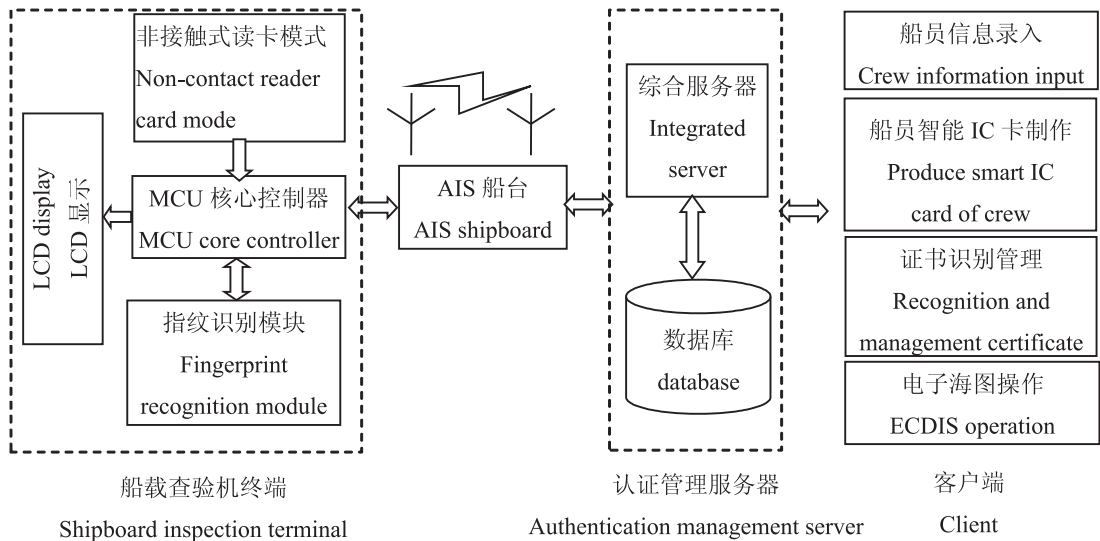 非接触式读卡模式
Non-contact reader
card mode
LCD display
LCD 显示
MCU 核心控制器
MCU core controller
指纹识别模块
Fingerprint
recognition module
船载查验机终端
Shipboard inspection terminal
AIS 船台
AIS shipboard
综合服务器
Integrated
server
数据库
database
认证管理服务器
Authentication management server
船员信息录入
Crew information input
船员智能 IC 卡制作
Produce smart IC
card of crew
证书识别管理
Recognition and
management certificate
电子海图操作
ECDIS operation
客户端
Client